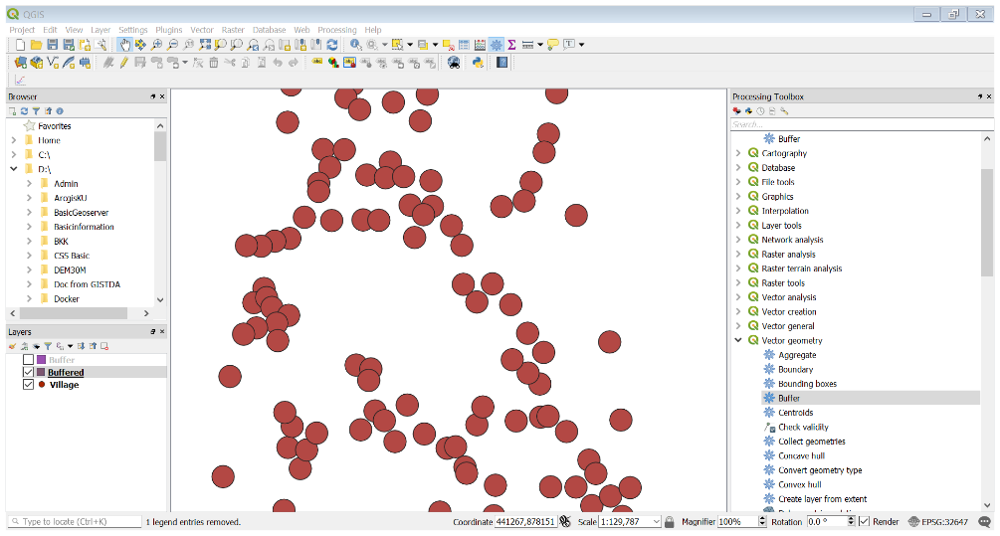 QGIS
Project Edit View Layer Settings Plugins Vector Raster Database Web Processing Help
Browser
Favorites
Home
C:\
D:\
Admin
ArcgisKU
BasicGeoserver
Basicinformation
BKK
CSS Basic
DEM30M
Doc from GISTDA
Docker
Layers
Buffer
Buffered
Village
Processing Toolbox
Search...
Buffer
Cartography
Database
File tools
Graphics
Interpolation
Layer tools
Network analysis
Raster analysis
Raster terrain analysis
Raster tools
Vector analysis
Vector creation
Vector general
Vector geometry
Aggregate
Boundary
Bounding boxes
Buffer
Centroids
Check validity
Collect geometries
Concave hull
Convert geometry type
Convex hull
Create layer from extent
Type to locate (Ctrl+K) 1 legend entries removed. Coordinate 441267,878151 Scale 1:129,787 Magnifier 100% Rotation 0.0 ° Render EPSG:32647